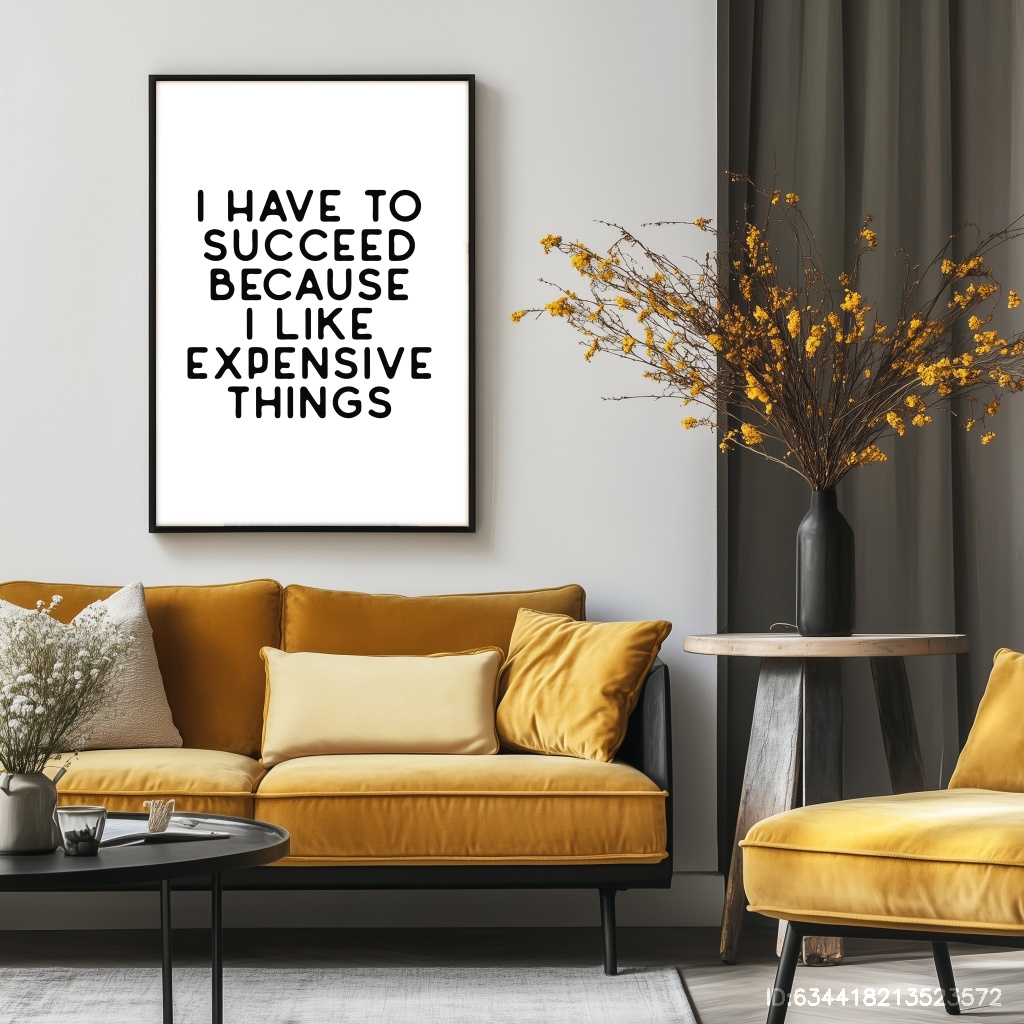 I HAVE TO
SUCCEED
BECAUSE
I LIKE
EXPENSIVE
THINGS
ID:634418213523572